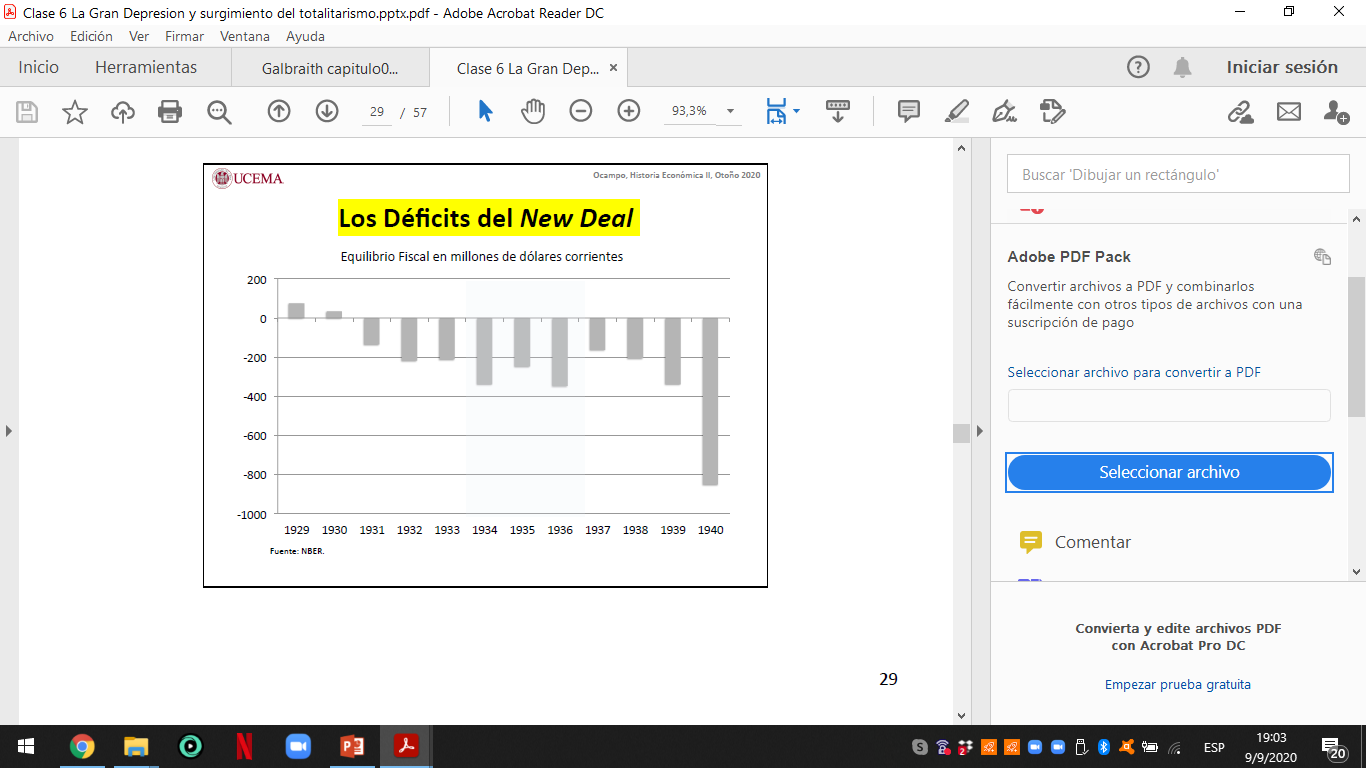 Clase 6 La Gran Depresion y surgimiento del totalitarismo.pptx.pdf - Adobe Acrobat Reader DC
Archivo Edición Ver Firmar Ventana Ayuda
Inicio Herramientas Galbraith capitulo0... Clase 6 La Gran Dep... × Iniciar sesión
29 / 57 93,3%
UCEMA Ocampo, Historia Económica II, Otoño 2020
Los Déficits del New Deal
Equilibrio Fiscal en millones de dólares corrientes
200
0
-200
-400
-600
-800
-1000
1929 1930 1931 1932 1933 1934 1935 1936 1937 1938 1939 1940
Fuente: NBER.
29
Buscar 'Dibujar un rectángulo'
Adobe PDF Pack
Convertir archivos a PDF y combinarlos
fácilmente con otros tipos de archivos con una
suscripción de pago
Seleccionar archivo para convertir a PDF
Seleccionar archivo
Comentar
Convierta y edite archivos PDF
con Acrobat Pro DC
Empezar prueba gratuita
ESP 19:03
9/9/2020 20